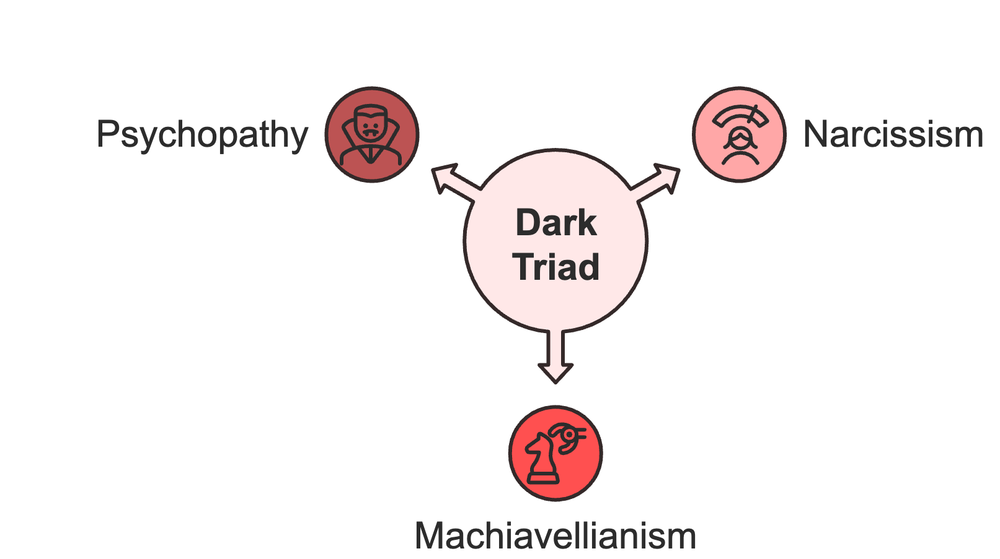 Psychopathy
Narcissism
Dark
Triad
Machiavellianism